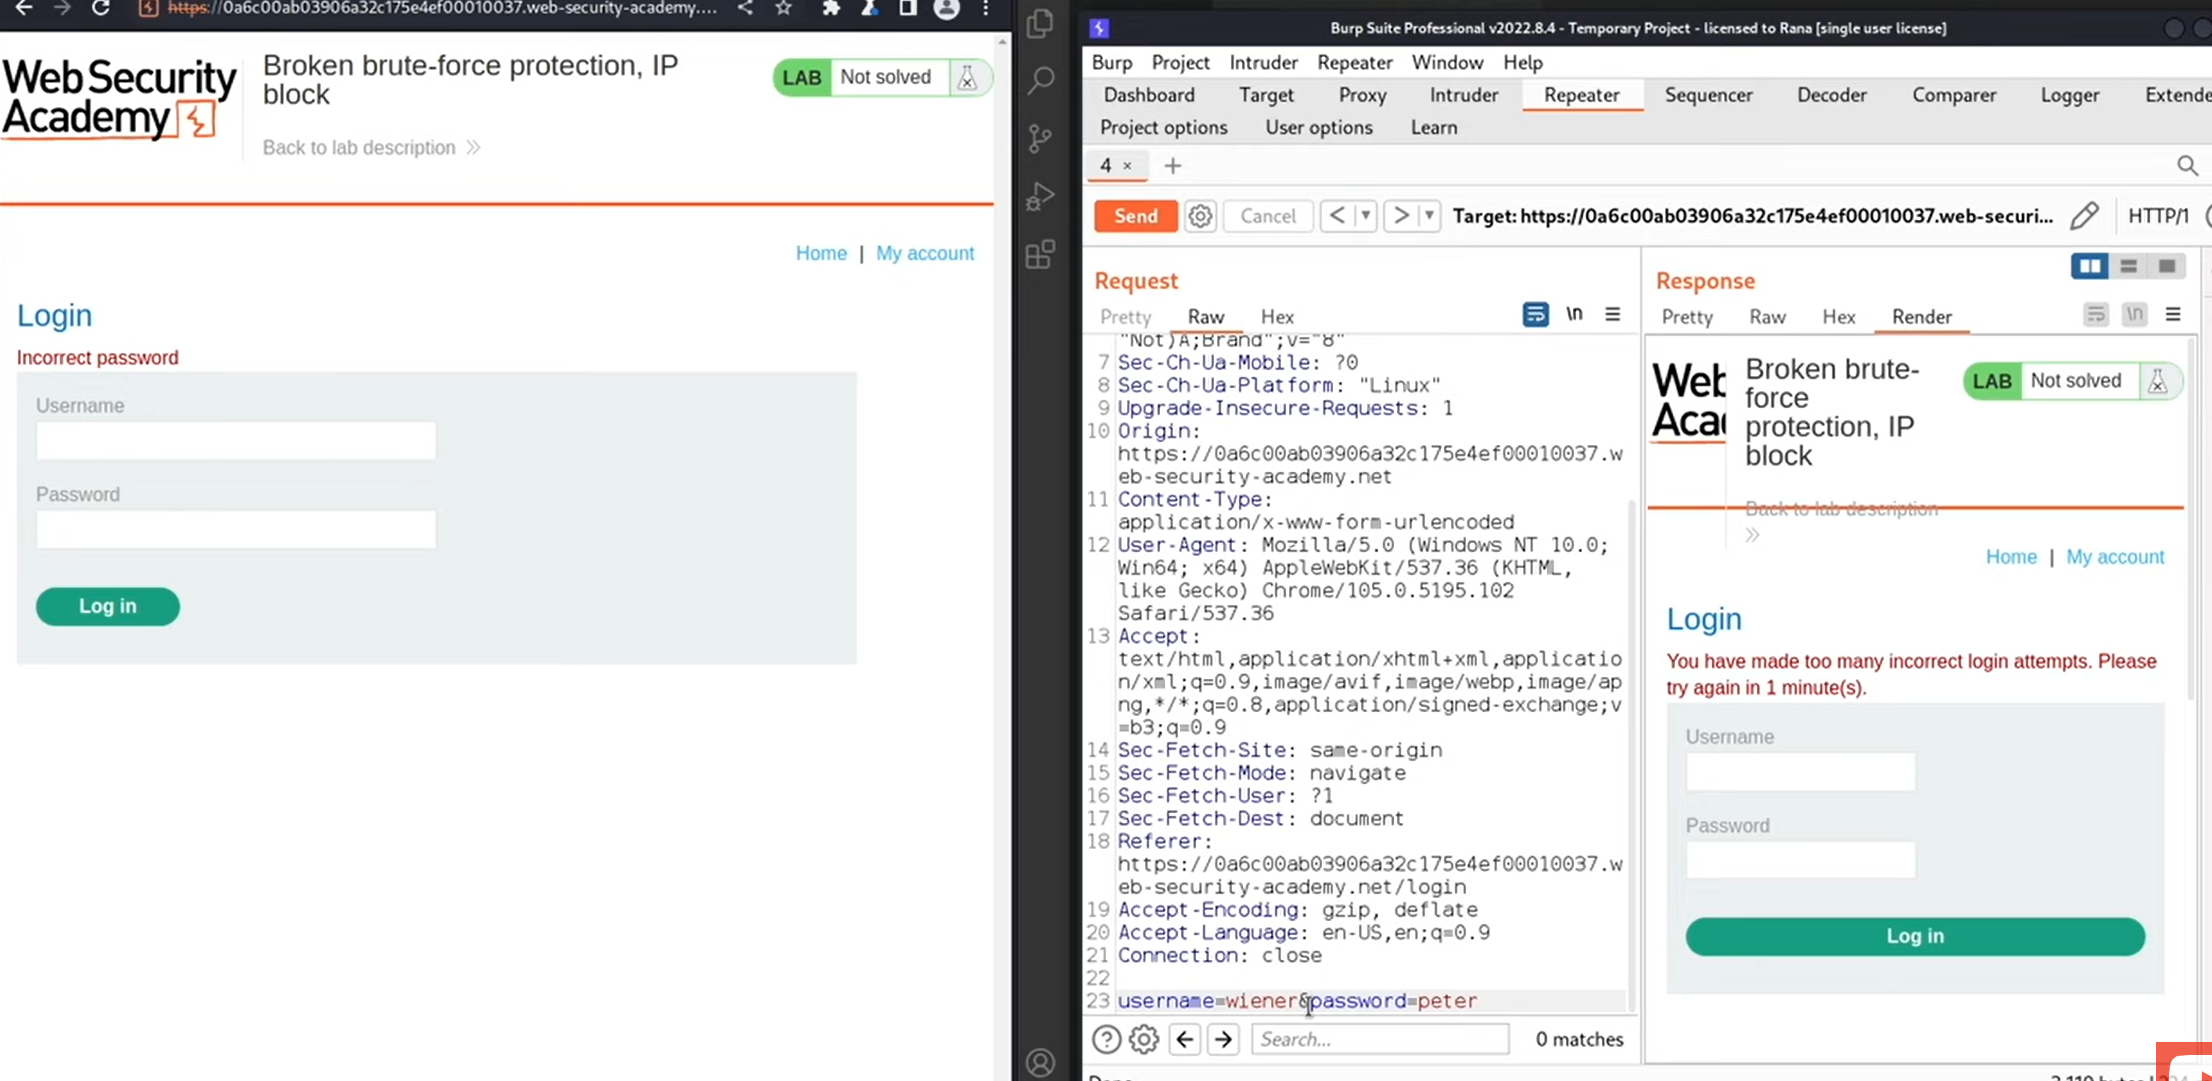 https://0a6c00ab03906a32c175e4ef00010037.web-security-academy....
Web Security
Academy
Broken brute-force protection, IP
block
Back to lab description
LAB Not solved
Home | My account
Login
Incorrect password
Username
Password
Log in
Burp Suite Professional v2022.8.4 - Temporary Project - licensed to Rana [single user license]
Burp Project Intruder Repeater Window Help
Dashboard Target Proxy Intruder Repeater Sequencer Decoder Comparer Logger Extende
Project options User options Learn
4 × +
Send Cancel < > Target: https://0a6c00ab03906a32c175e4ef00010037.web-securi... HTTP/1
Request
Pretty Raw Hex \n
"Not)A;Brand";v="8"
7 Sec-Ch-Ua-Mobile: ?0
8 Sec-Ch-Ua-Platform: "Linux"
9 Upgrade-Insecure-Requests: 1
10 Origin:
https://0a6c00ab03906a32c175e4ef00010037.w
eb-security-academy.net
11 Content-Type:
application/x-www-form-urlencoded
12 User-Agent: Mozilla/5.0 (Windows NT 10.0;
Win64; x64) AppleWebKit/537.36 (KHTML,
like Gecko) Chrome/105.0.5195.102
Safari/537.36
13 Accept:
text/html,application/xhtml+xml,applicatio
n/xml;q=0.9,image/avif,image/webp,image/ap
ng,*/*;q=0.8,application/signed-exchange;v
=b3;q=0.9
14 Sec-Fetch-Site: same-origin
15 Sec-Fetch-Mode: navigate
16 Sec-Fetch-User: ?1
17 Sec-Fetch-Dest: document
18 Referer:
https://0a6c00ab03906a32c175e4ef00010037.w
eb-security-academy.net/login
19 Accept-Encoding: gzip, deflate
20 Accept-Language: en-US,en;q=0.9
21 Connection: close
22
23 username=wiener&password=peter
Search... 0 matches
Response
Pretty Raw Hex Render \n
Web
Aca
Broken brute-
force
protection, IP
block
LAB Not solved
Back to lab description
Home | My account
Login
You have made too many incorrect login attempts. Please
try again in 1 minute(s).
Username
Password
Log in